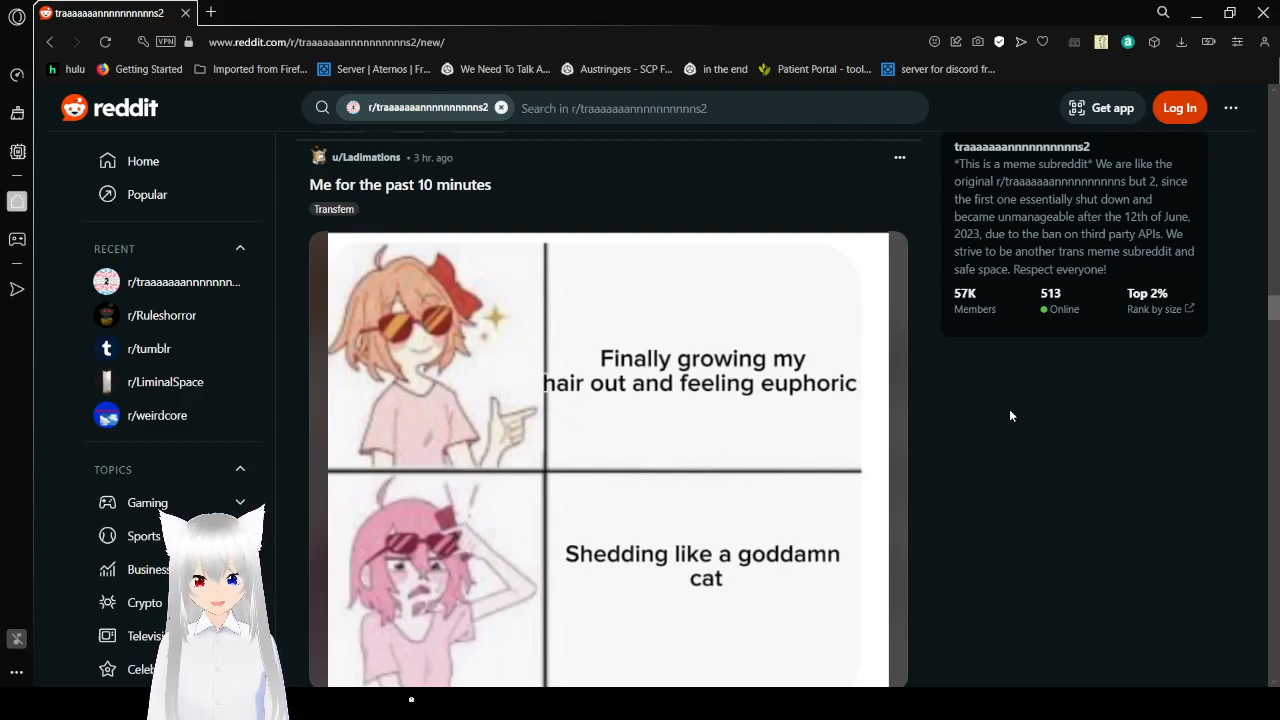 traaaaaaannnnnnnnnns2
VPN
www.reddit.com/r/traaaaaaannnnnnnnnns2/new/
hulu
Getting Started
Imported from Firef...
Server | Aternos | Fr...
We Need To Talk A...
Austringers - SCP F...
in the end
Patient Portal - tool...
server for discord fr...
reddit
r/traaaaaaannnnnnnnnns2
Search in r/traaaaaaannnnnnnnnns2
Get app
Log In
Home
Popular
RECENT
r/traaaaaaannnnnnn...
r/Ruleshorror
r/tumblr
r/LiminalSpace
r/weirdcore
TOPICS
Gaming
Sports
Business
Crypto
Televisi
Celeb
u/Ladimations • 3 hr. ago
Me for the past 10 minutes
Transfem
Finally growing my
hair out and feeling euphoric
Shedding like a goddamn
cat
traaaaaaannnnnnnnnns2
*This is a meme subreddit* We are like the
original r/traaaaaaannnnnnnnnns but 2, since
the first one essentially shut down and
became unmanageable after the 12th of June,
2023, due to the ban on third party APIs. We
strive to be another trans meme subreddit and
safe space. Respect everyone!
57K
Members
513
Online
Top 2%
Rank by size